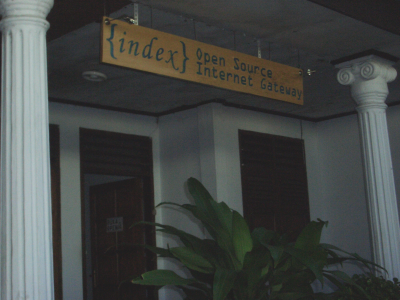 {index}
Open Source
Internet Gateway